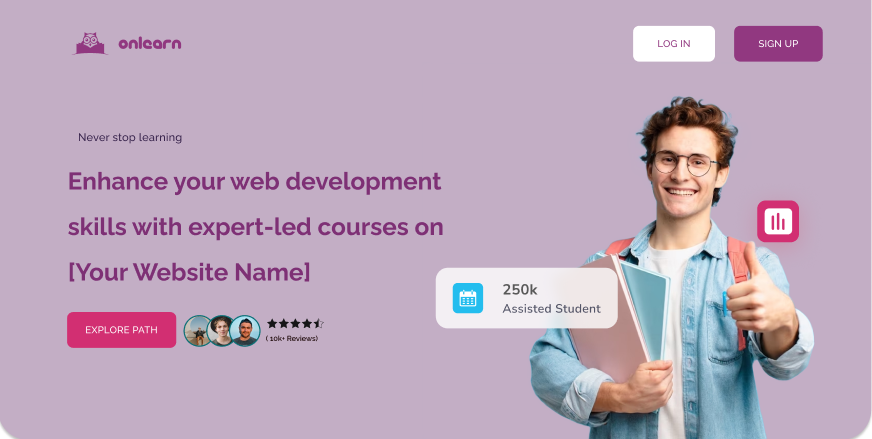 onlearn
LOG IN
SIGN UP
Never stop learning
Enhance your web development
skills with expert-led courses on
[Your Website Name]
250k
Assisted Student
EXPLORE PATH
( 10k+ Reviews)